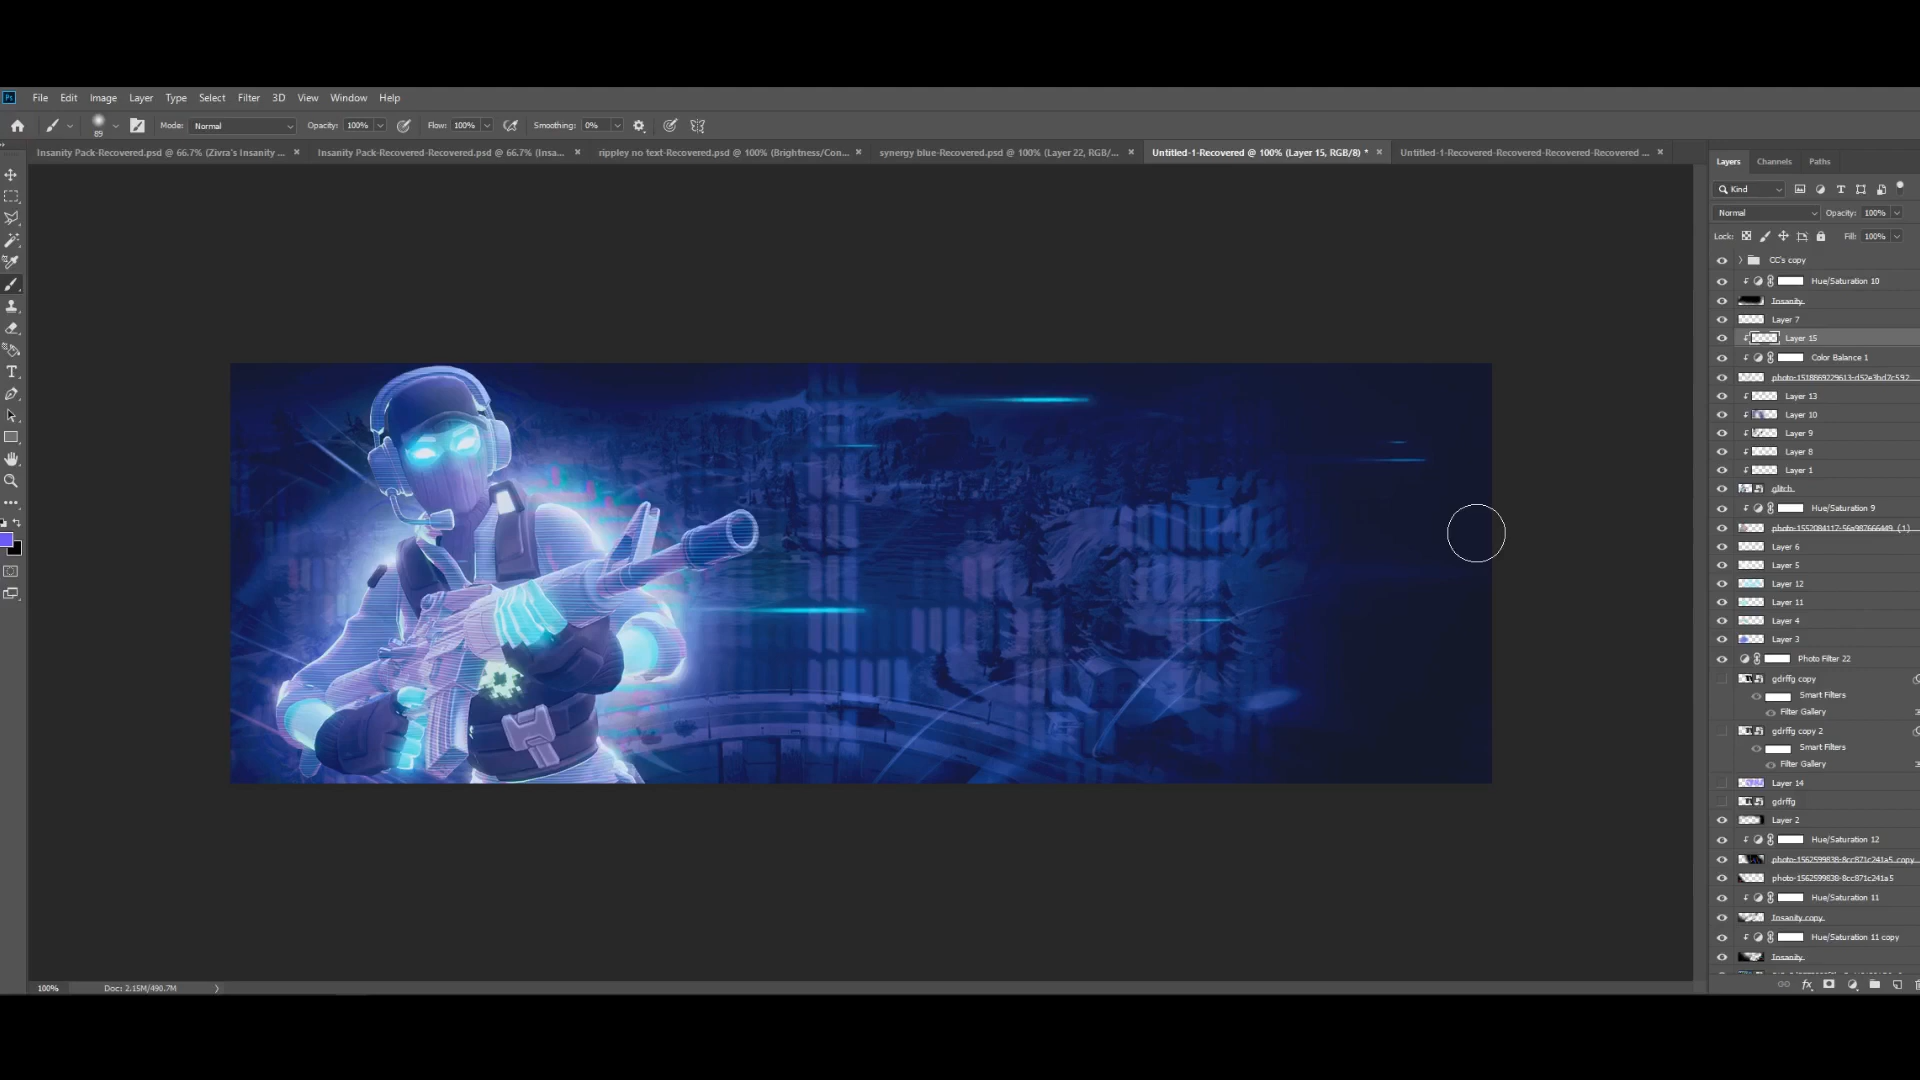 Ps File Edit Image Layer Type Select Filter 3D View Window Help
89 Mode: Normal Opacity: 100% Flow: 100% Smoothing: 0%
Insanity Pack-Recovered.psd @ 66.7% (Zivra's Insanity ... Insanity Pack-Recovered-Recovered.psd @ 66.7% (Insa... rippley no text-Recovered.psd @ 100% (Brightness/Con... synergy blue-Recovered.psd @ 100% (Layer 22, RGB/... Untitled-1-Recovered @ 100% (Layer 15, RGB/8) * Untitled-1-Recovered-Recovered-Recovered-Recovered ...
Layers Channels Paths
Kind
Normal Opacity: 100%
Lock: Fill: 100%
CC's copy
Hue/Saturation 10
Insanity
Layer 7
Layer 15
Color Balance 1
photo-1518869229613-d52e3bd7c592
Layer 13
Layer 10
Layer 9
Layer 8
Layer 1
glitch
Hue/Saturation 9
photo-1552084117-56a987666449 (1)
Layer 6
Layer 5
Layer 12
Layer 11
Layer 4
Layer 3
Photo Filter 22
gdrffg copy
Smart Filters
Filter Gallery
gdrffg copy 2
Smart Filters
Filter Gallery
Layer 14
gdrffg
Layer 2
Hue/Saturation 12
photo-1562599838-8cc871c241a5 copy
photo-1562599838-8cc871c241a5
Hue/Saturation 11
Insanity copy
Hue/Saturation 11 copy
Insanity
100% Doc: 2.15M/490.7M